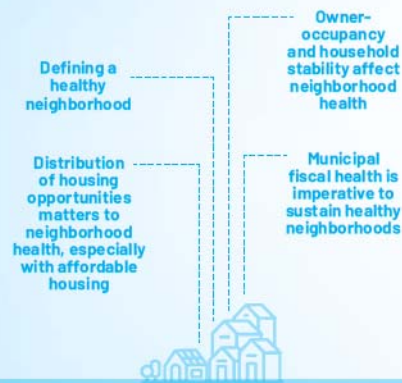 Defining a
healthy
neighborhood
Distribution
of housing
opportunities
matters to
neighborhood
health, especially
with affordable
housing
Owner-
occupancy
and household
stability affect
neighborhood
health
Municipal
fiscal health is
imperative to
sustain healthy
neighborhoods